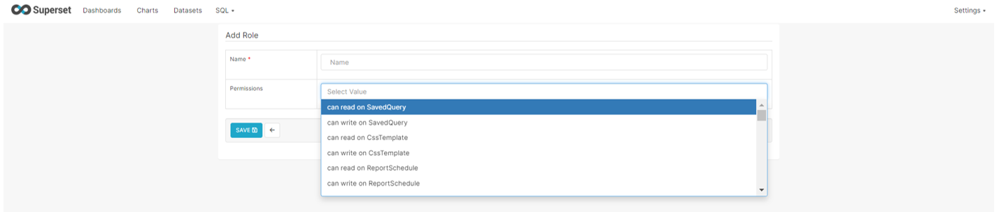 Superset Dashboards Charts Datasets SQL Settings
Add Role
Name * Name
Permissions Select Value
can read on SavedQuery
can write on SavedQuery
SAVE
can read on CssTemplate
can write on CssTemplate
can read on ReportSchedule
can write on ReportSchedule